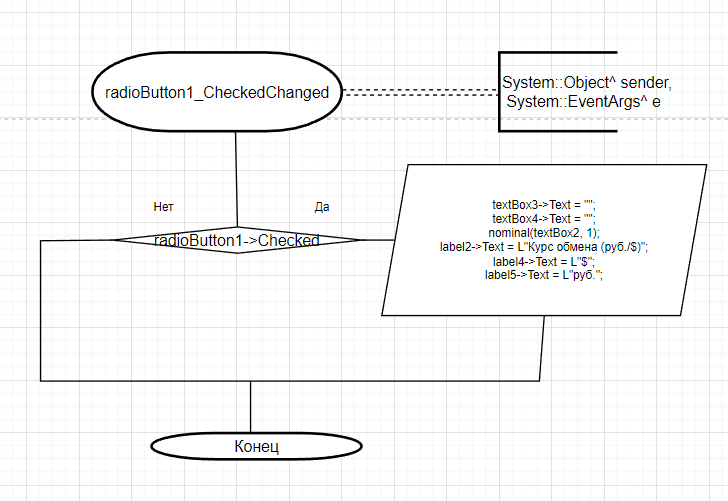 radioButton1_CheckedChanged
System::Object^ sender,
System::EventArgs^ e
Нет
Да
radioButton1->Checked
textBox3->Text = "";
textBox4->Text = "";
nominal(textBox2, 1);
label2->Text = L"Курс обмена (руб./$)";
label4->Text = L"$";
label5->Text = L"руб.";
Конец